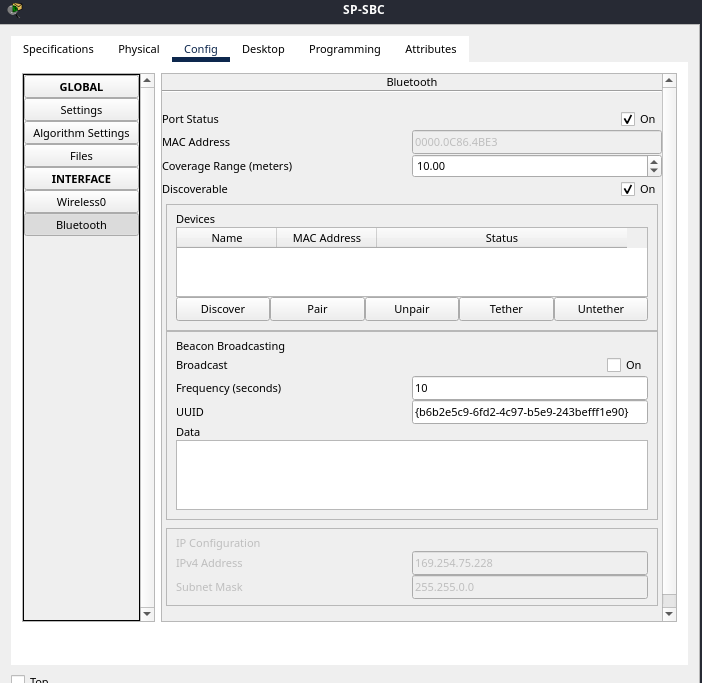 SP-SBC
Specifications Physical Config Desktop Programming Attributes
GLOBAL
Settings
Algorithm Settings
Files
INTERFACE
Wireless0
Bluetooth
Bluetooth
Port Status On
MAC Address 0000.0C86.4BE3
Coverage Range (meters) 10.00
Discoverable On
Devices
Name MAC Address Status
Discover Pair Unpair Tether Untether
Beacon Broadcasting
Broadcast On
Frequency (seconds) 10
UUID {b6b2e5c9-6fd2-4c97-b5e9-243befff1e90}
Data
IP Configuration
IPv4 Address 169.254.75.228
Subnet Mask 255.255.0.0
Top